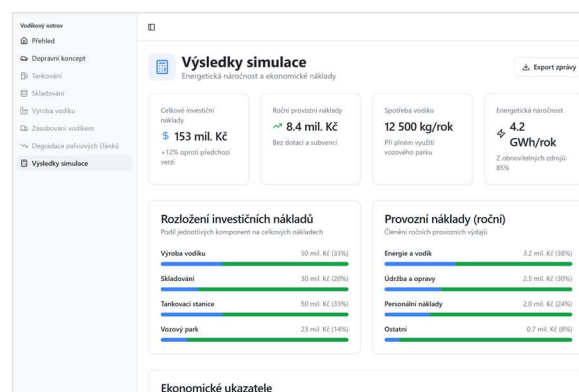 Vodíkový ostrov
Přehled
Dopravní koncept
Tankování
Skladování
Výroba vodíku
Zásobování vodíkem
Degradace palivových článků
Výsledky simulace
Výsledky simulace
Energetická náročnost a ekonomické náklady
Export zprávy
Celkové investiční
náklady
$ 153 mil. Kč
+12% oproti předchozí
verzi
Roční provozní náklady
8.4 mil. Kč
Bez dotací a subvencí
Spotřeba vodíku
12 500 kg/rok
Při plném využití
vozového parku
Energetická náročnost
4.2
GWh/rok
Z obnovitelných zdrojů:
85%
Rozložení investičních nákladů
Podíl jednotlivých komponent na celkových nákladech
Výroba vodíku 50 mil. Kč (33%)
Skladování 30 mil. Kč (20%)
Tankovací stanice 50 mil. Kč (33%)
Vozový park 23 mil. Kč (14%)
Provozní náklady (roční)
Členění ročních provozních výdajů
Energie a vodík 3.2 mil. Kč (38%)
Údržba a opravy 2.5 mil. Kč (30%)
Personální náklady 2.0 mil. Kč (24%)
Ostatní 0.7 mil. Kč (8%)
Ekonomické ukazatele